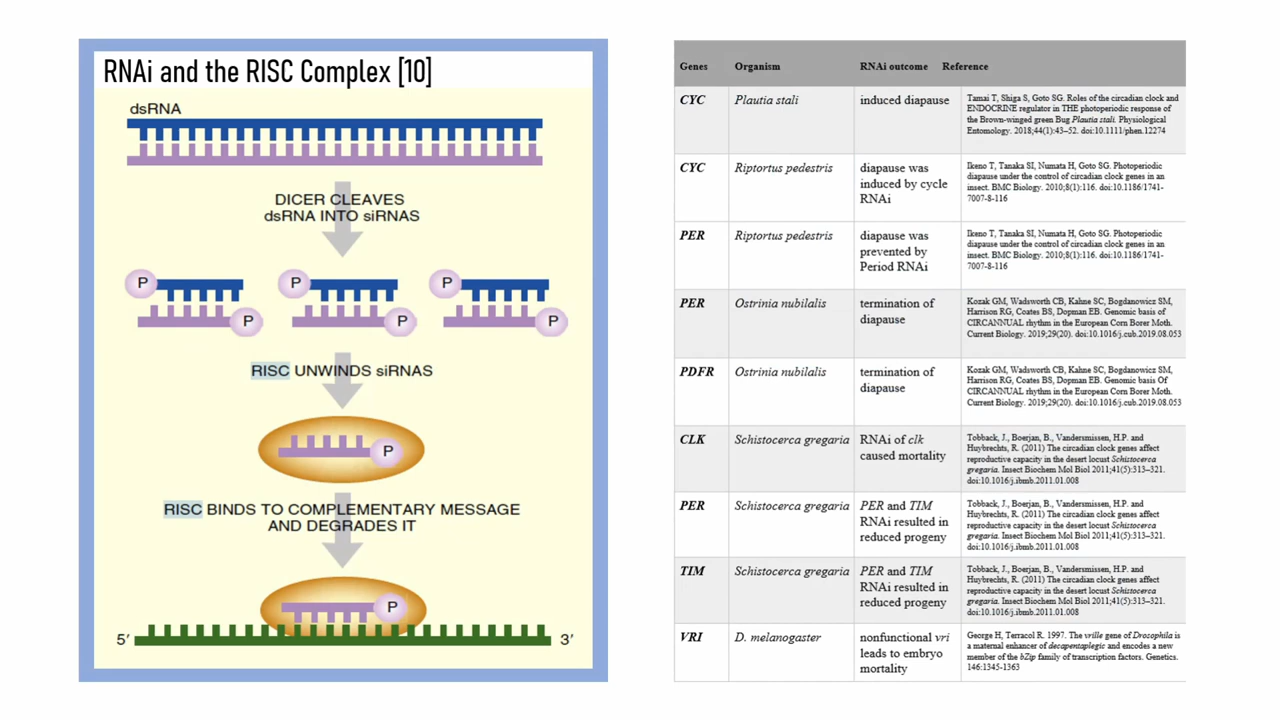 RNAi and the RISC Complex [10]
dsRNA
DICER CLEAVES
dsRNA INTO siRNAS
P P P
P P P
RISC UNWINDS siRNAS
P
RISC BINDS TO COMPLEMENTARY MESSAGE
AND DEGRADES IT
P
5′ 3′
Genes Organism RNAi outcome Reference
CYC Plautia stali induced diapause Tamai T, Shiga S, Goto SG. Roles of the circadian clock and
ENDOCRINE regulator in THE photoperiodic response of
the Brown-winged green Bug Plautia stali. Physiological
Entomology. 2018;44(1):43–52. doi:10.1111/phen.12274
CYC Riptortus pedestris diapause was
induced by cycle
RNAi
Ikeno T, Tanaka SI, Numata H, Goto SG. Photoperiodic
diapause under the control of circadian clock genes in an
insect. BMC Biology. 2010;8(1):116. doi:10.1186/1741-
7007-8-116
PER Riptortus pedestris diapause was
prevented by
Period RNAi
Ikeno T, Tanaka SI, Numata H, Goto SG. Photoperiodic
diapause under the control of circadian clock genes in an
insect. BMC Biology. 2010;8(1):116. doi:10.1186/1741-
7007-8-116
PER Ostrinia nubilalis termination of
diapause
Kozak GM, Wadsworth CB, Kahne SC, Bogdanowicz SM,
Harrison RG, Coates BS, Dopman EB. Genomic basis of
CIRCANNUAL rhythm in the European Corn Borer Moth.
Current Biology. 2019;29(20). doi:10.1016/j.cub.2019.08.053
PDFR Ostrinia nubilalis termination of
diapause
Kozak GM, Wadsworth CB, Kahne SC, Bogdanowicz SM,
Harrison RG, Coates BS, Dopman EB. Genomic basis Of
CIRCANNUAL rhythm in the European Corn Borer Moth.
Current Biology. 2019;29(20). doi:10.1016/j.cub.2019.08.053
CLK Schistocerca gregaria RNAi of clk
caused mortality
Tobback, J., Boerjan, B., Vandersmissen, H.P. and
Huybrechts, R. (2011) The circadian clock genes affect
reproductive capacity in the desert locust Schistocerca
gregaria. Insect Biochem Mol Biol 2011;41(5):313–321.
doi:10.1016/j.ibmb.2011.01.008
PER Schistocerca gregaria PER and TIM
RNAi resulted in
reduced progeny
Tobback, J., Boerjan, B., Vandersmissen, H.P. and
Huybrechts, R. (2011) The circadian clock genes affect
reproductive capacity in the desert locust Schistocerca
gregaria. Insect Biochem Mol Biol 2011;41(5):313–321.
doi:10.1016/j.ibmb.2011.01.008
TIM Schistocerca gregaria PER and TIM
RNAi resulted in
reduced progeny
Tobback, J., Boerjan, B., Vandersmissen, H.P. and
Huybrechts, R. (2011) The circadian clock genes affect
reproductive capacity in the desert locust Schistocerca
gregaria. Insect Biochem Mol Biol 2011;41(5):313–321.
doi:10.1016/j.ibmb.2011.01.008
VRI D. melanogaster nonfunctional vri
leads to embryo
mortality
George H, Terracol R. 1997. The vrille gene of Drosophila is
a maternal enhancer of decapentaplegic and encodes a new
member of the bZip family of transcription factors. Genetics.
146:1345-1363